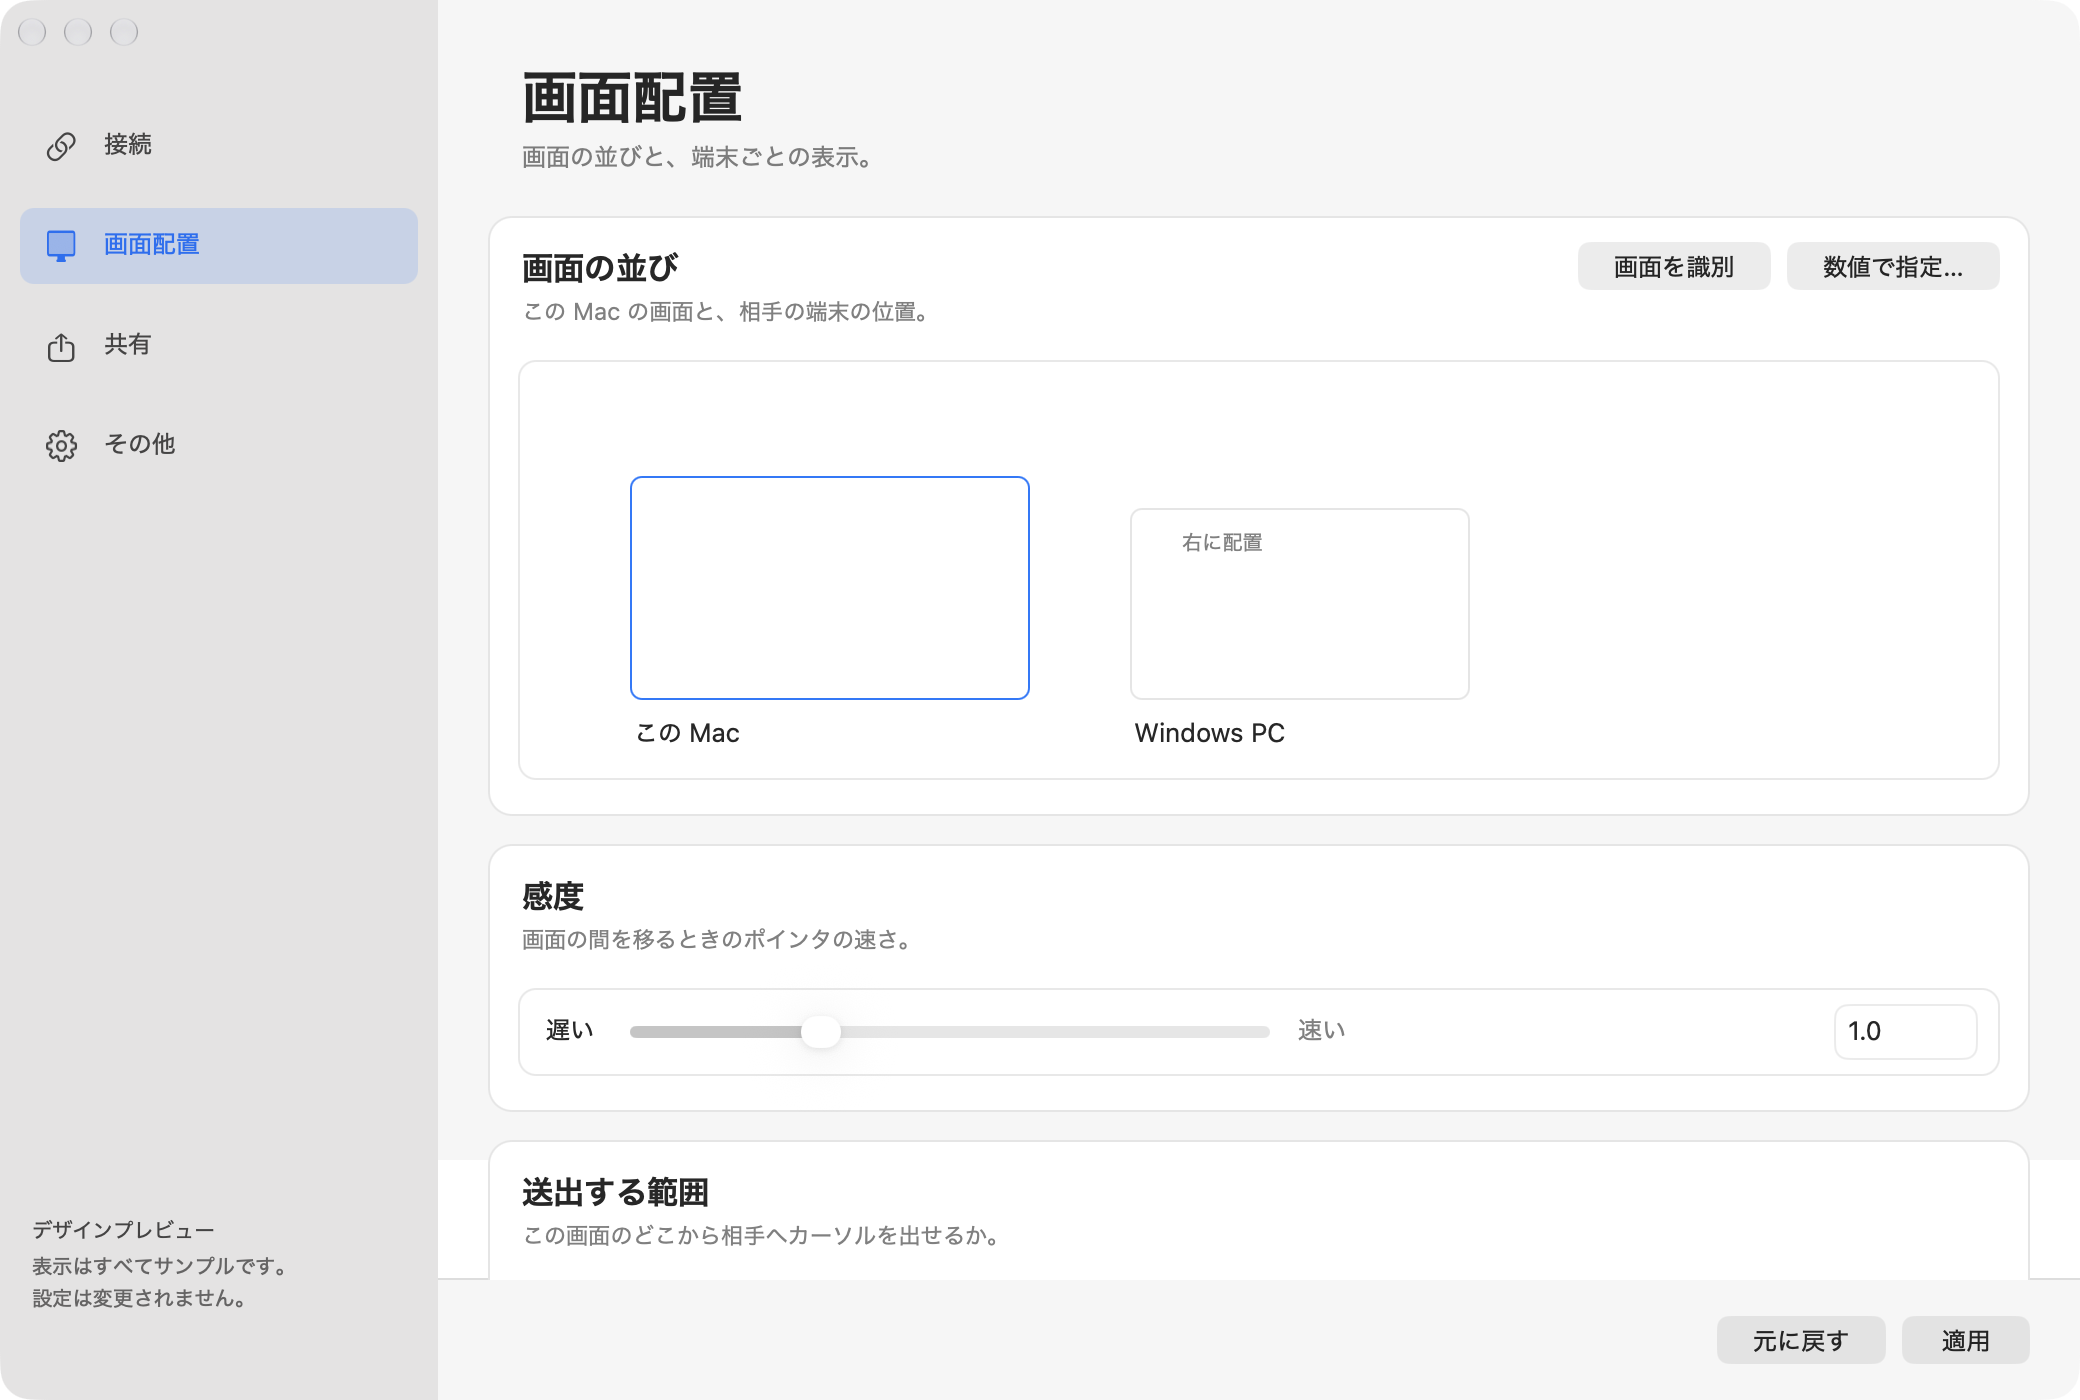 接続
画面配置
共有
その他
デザインプレビュー
表示はすべてサンプルです。
設定は変更されません。
画面配置
画面の並びと、端末ごとの表示。
画面の並び
画面を識別
数値で指定...
この Mac の画面と、相手の端末の位置。
右に配置
この Mac
Windows PC
感度
画面の間を移るときのポインタの速さ。
遅い
速い
1.0
送出する範囲
この画面のどこから相手へカーソルを出せるか。
元に戻す
適用